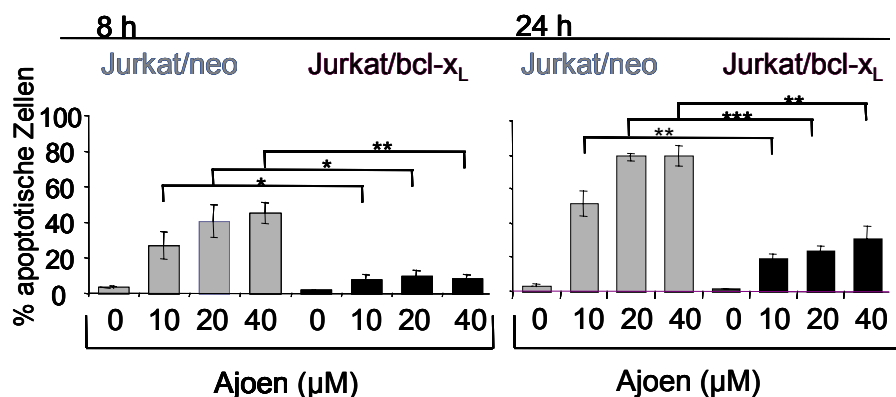 8 h 24 h
Jurkat/neo Jurkat/bcl-xL Jurkat/neo Jurkat/bcl-xL
% apoptotische Zellen
100
80
60
40
20
0
** * *
** *** **
0 10 20 40 0 10 20 40 0 10 20 40 0 10 20 40
Ajoen (µM) Ajoen (µM)